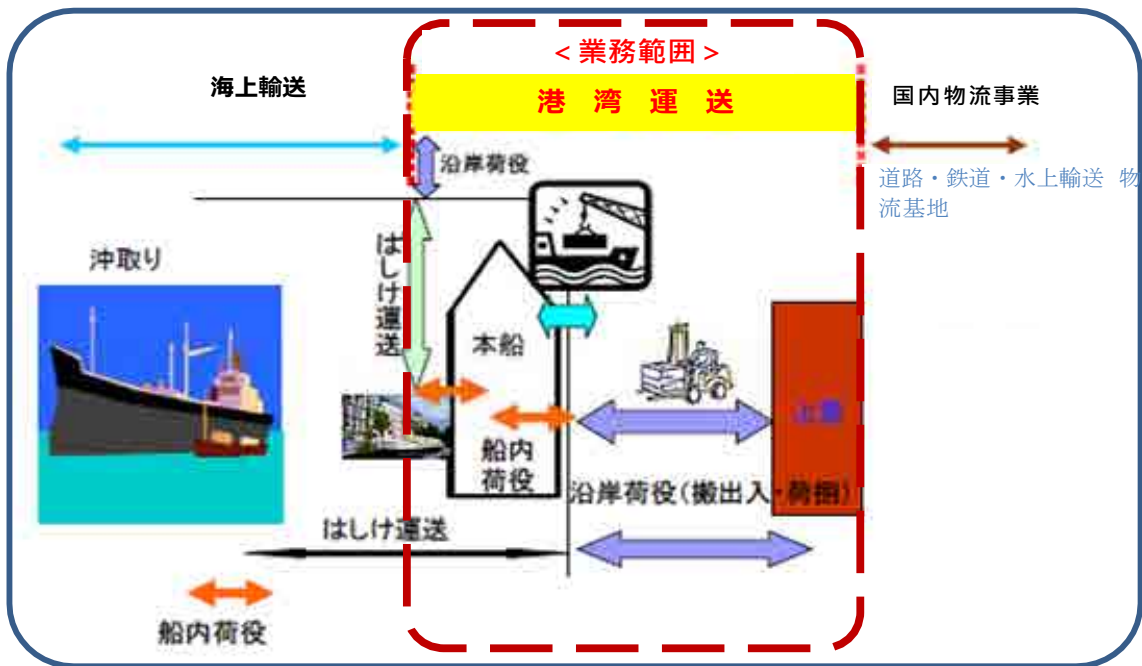 <業務範囲>
海上輸送
港湾運送
国内物流事業
沿岸荷役
道路・鉄道・水上輸送 物
流基地
沖取り
はしけ運送
本船
船内
荷役
沿岸荷役(搬出入・荷捌)
はしけ運送
船内荷役